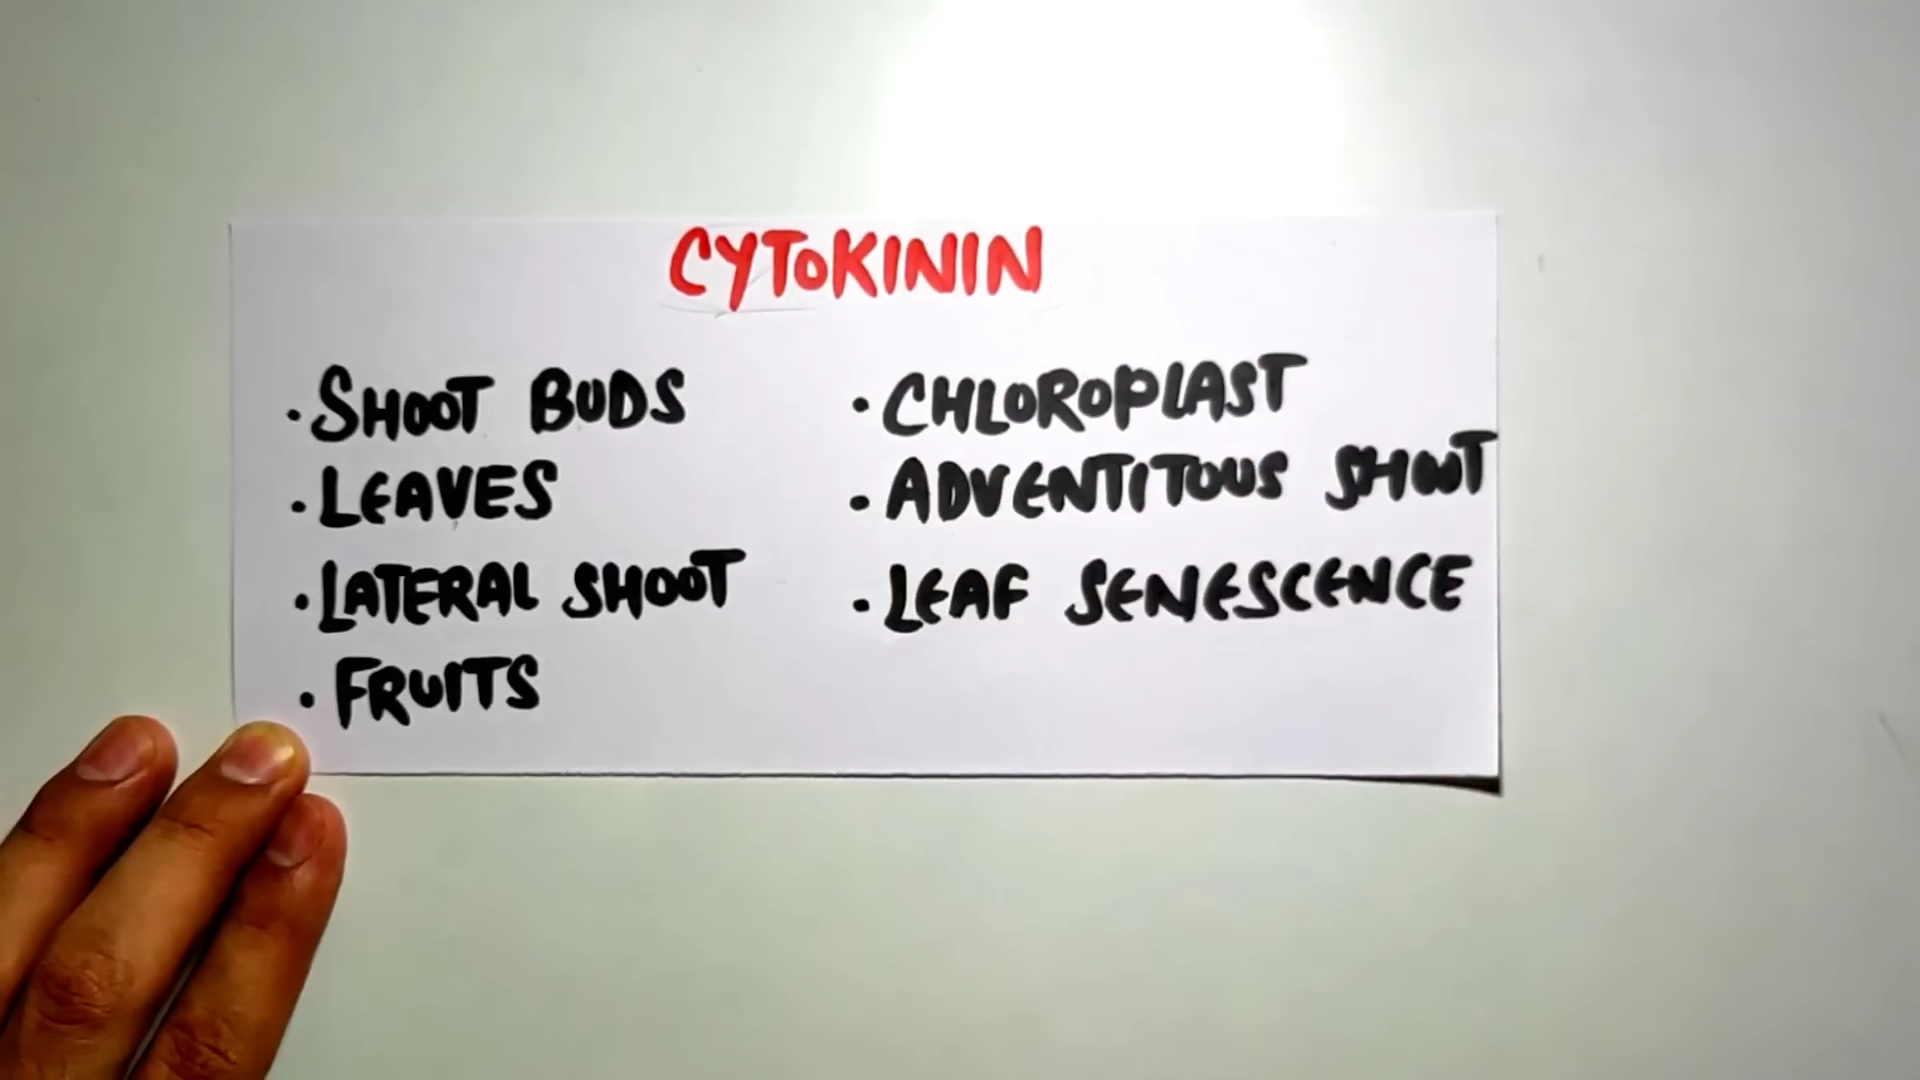 CYTOKININ
• SHOOT BUDS
• LEAVES
• LATERAL SHOOT
• FRUITS
• CHLOROPLAST
• ADVENTITOUS SHOOT
• LEAF SENESCENCE